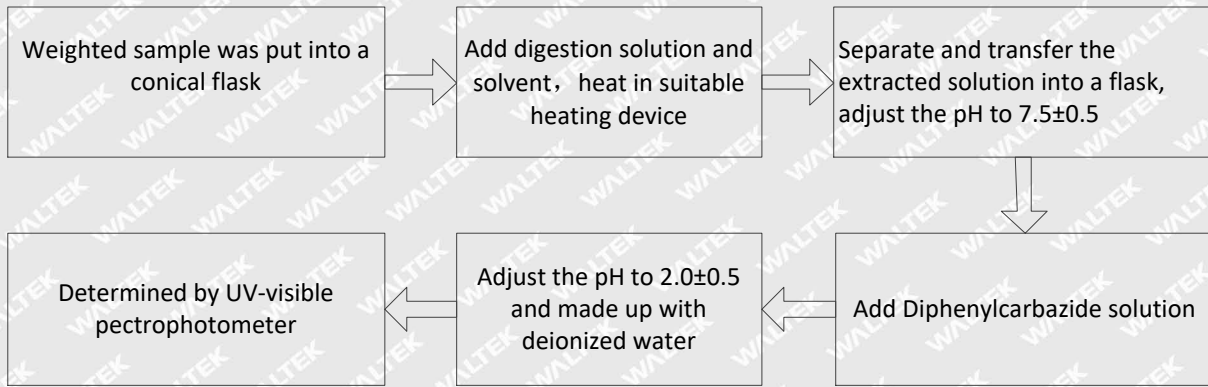 Weighted sample was put into a
conical flask
Add digestion solution and
solvent，heat in suitable
heating device
Separate and transfer the
extracted solution into a flask,
adjust the pH to 7.5±0.5
Add Diphenylcarbazide solution
Adjust the pH to 2.0±0.5
and made up with
deionized water
Determined by UV-visible
pectrophotometer
WALTEK